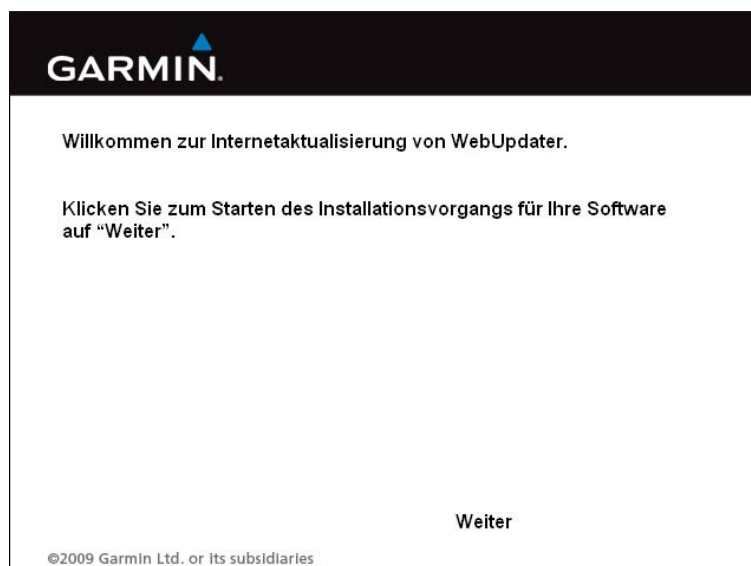 GARMIN.
Willkommen zur Internetaktualisierung von WebUpdater.
Klicken Sie zum Starten des Installationsvorgangs für Ihre Software
auf “Weiter”.
Weiter
©2009 Garmin Ltd. or its subsidiaries